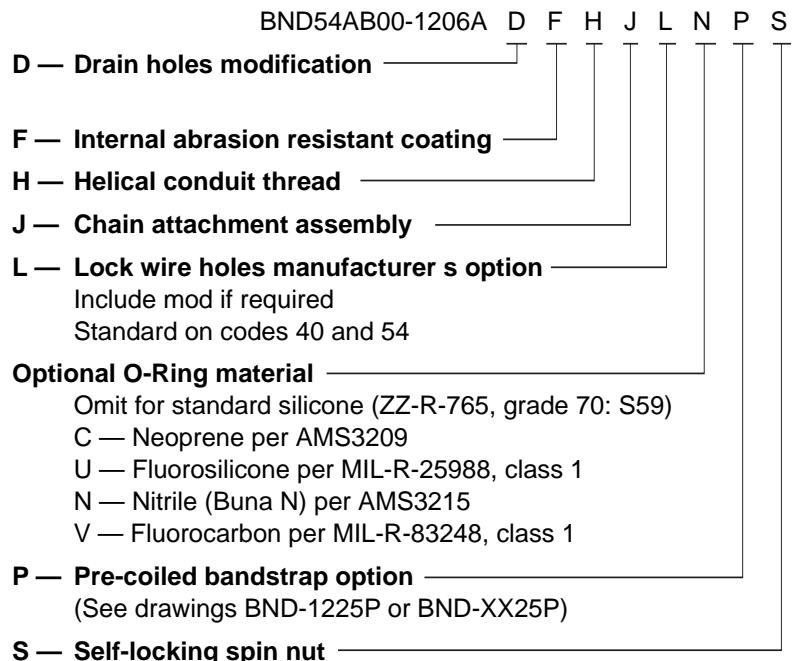 BND54AB00-1206A D F H J L N P S
D — Drain holes modification
F — Internal abrasion resistant coating
H — Helical conduit thread
J — Chain attachment assembly
L — Lock wire holes manufacturer s option
Include mod if required
Standard on codes 40 and 54
Optional O-Ring material
Omit for standard silicone (ZZ-R-765, grade 70: S59)
C — Neoprene per AMS3209
U — Fluorosilicone per MIL-R-25988, class 1
N — Nitrile (Buna N) per AMS3215
V — Fluorocarbon per MIL-R-83248, class 1
P — Pre-coiled bandstrap option
(See drawings BND-1225P or BND-XX25P)
S — Self-locking spin nut